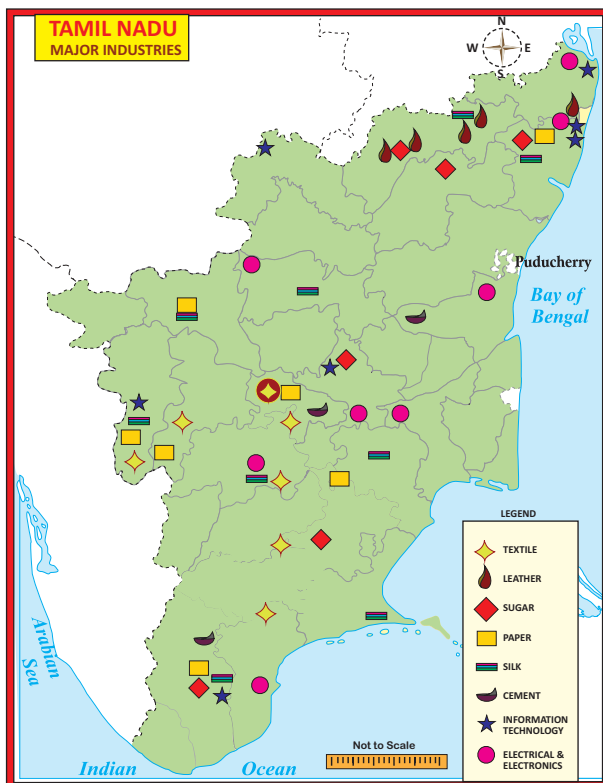 TAMIL NADU
MAJOR INDUSTRIES
N
W E
S
Puducherry
Bay of
Bengal
LEGEND
TEXTILE
LEATHER
SUGAR
PAPER
SILK
CEMENT
INFORMATION
TECHNOLOGY
ELECTRICAL &
ELECTRONICS
Arabian
Sea
Not to Scale
Indian Ocean